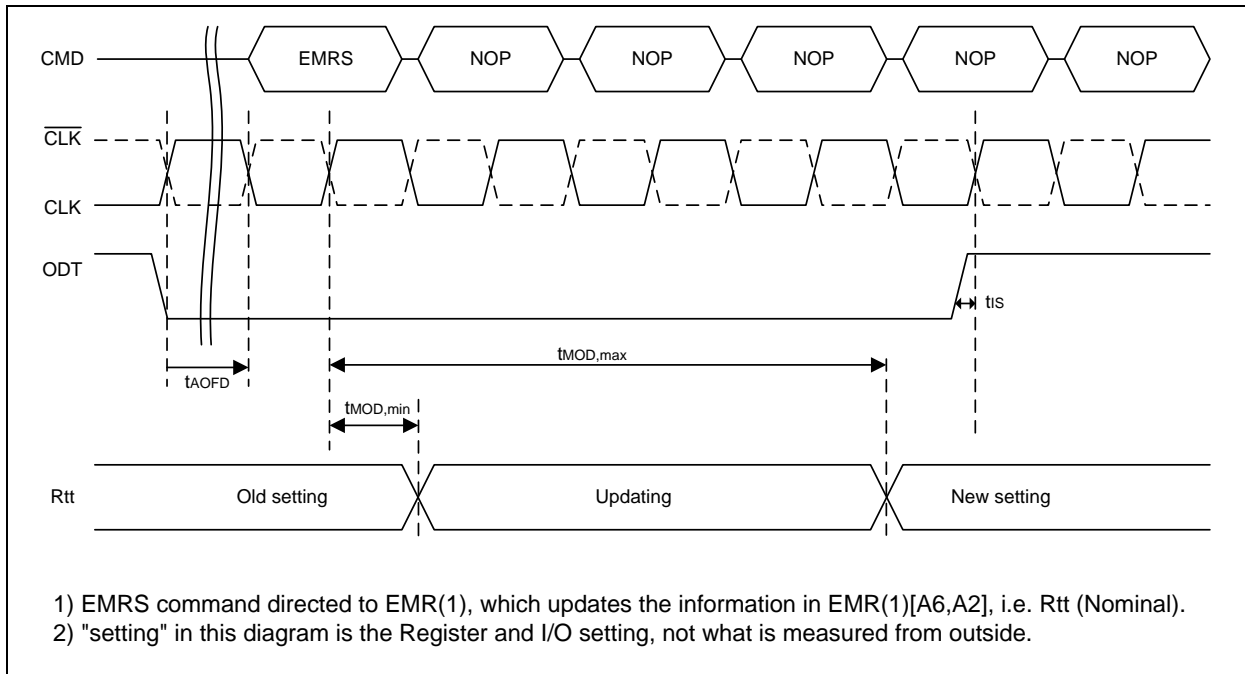 CMD EMRS NOP NOP NOP NOP NOP
CLK
CLK
ODT
tIS
tMOD,max
tAOFD
tMOD,min
Rtt Old setting Updating New setting
1) EMRS command directed to EMR(1), which updates the information in EMR(1)[A6,A2], i.e. Rtt (Nominal).
2) "setting" in this diagram is the Register and I/O setting, not what is measured from outside.